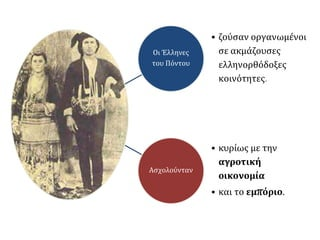 Οι Έλληνες
του Πόντου
• ζούσαν οργανωμένοι
σε ακμάζουσες
ελληνορθόδοξες
κοινότητες.
Ασχολούνταν
• κυρίως με την
αγροτική
οικονομία
• και το εμπόριο.